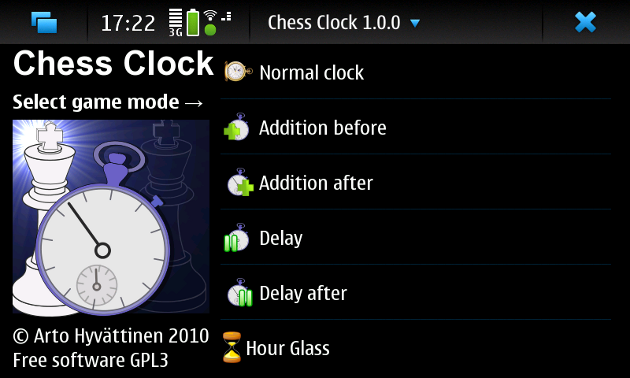 17:22 3G Chess Clock 1.0.0
Chess Clock
Select game mode →
© Arto Hyvättinen 2010
Free software GPL3
Normal clock
Addition before
Addition after
Delay
Delay after
Hour Glass